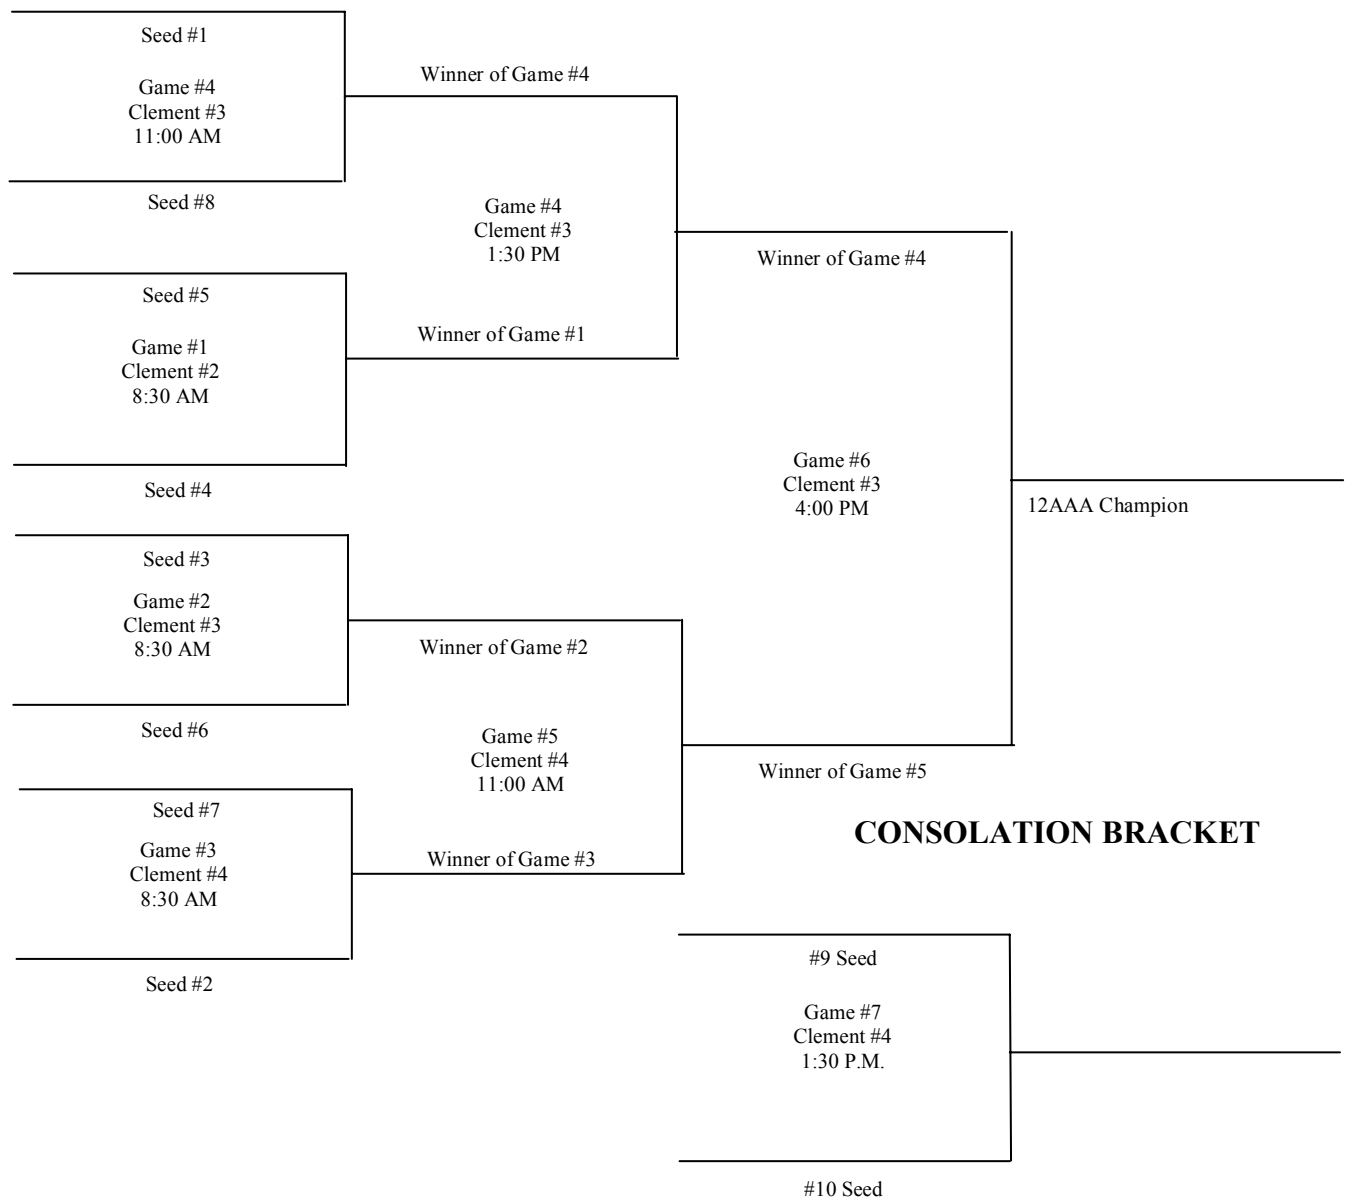 Seed #1
Game #4
Clement #3
11:00 AM
Seed #8
Winner of Game #4
Game #4
Clement #3
1:30 PM
Winner of Game #1
Seed #5
Game #1
Clement #2
8:30 AM
Seed #4
Winner of Game #4
Game #6
Clement #3
4:00 PM
12AAA Champion
Seed #3
Game #2
Clement #3
8:30 AM
Seed #6
Winner of Game #2
Game #5
Clement #4
11:00 AM
Winner of Game #3
Winner of Game #5
Seed #7
Game #3
Clement #4
8:30 AM
Seed #2
CONSOLATION BRACKET
#9 Seed
Game #7
Clement #4
1:30 P.M.
#10 Seed